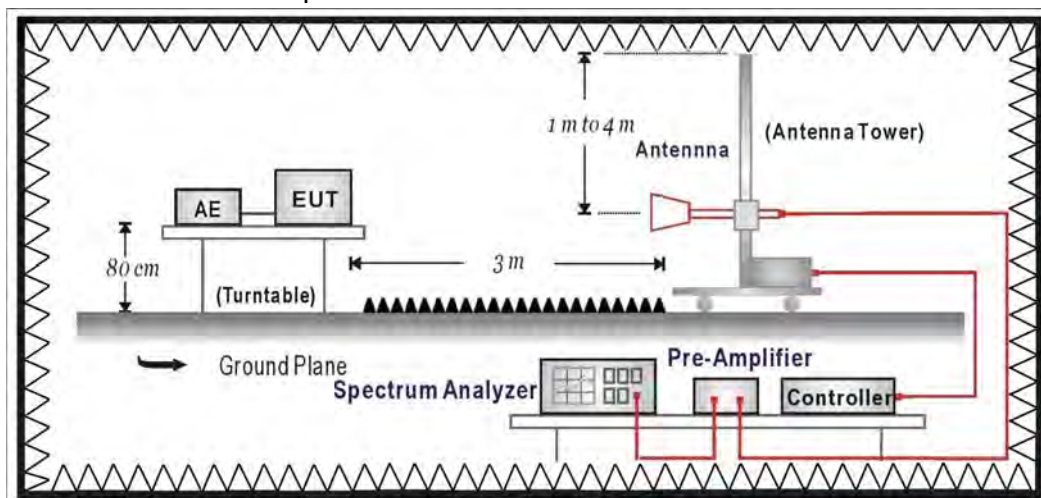 1 m to 4 m
(Antenna Tower)
Antennna
AE
EUT
80 cm
3 m
(Turntable)
Ground Plane
Pre-Amplifier
Spectrum Analyzer
Controller